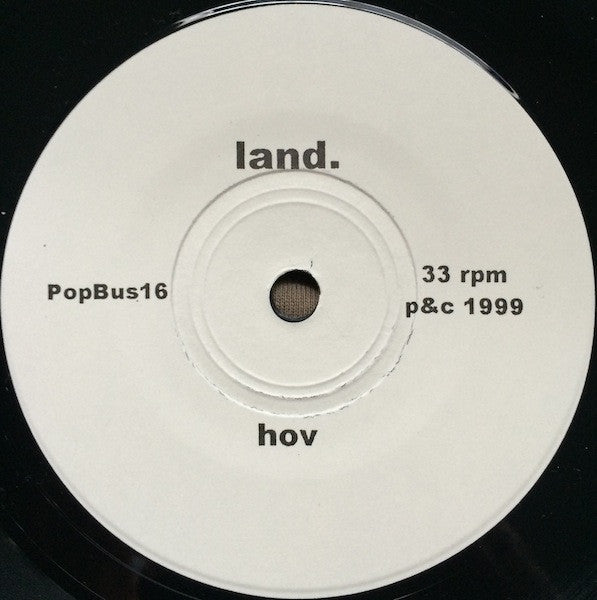 land.
PopBus16
33 rpm
p&c 1999
hov